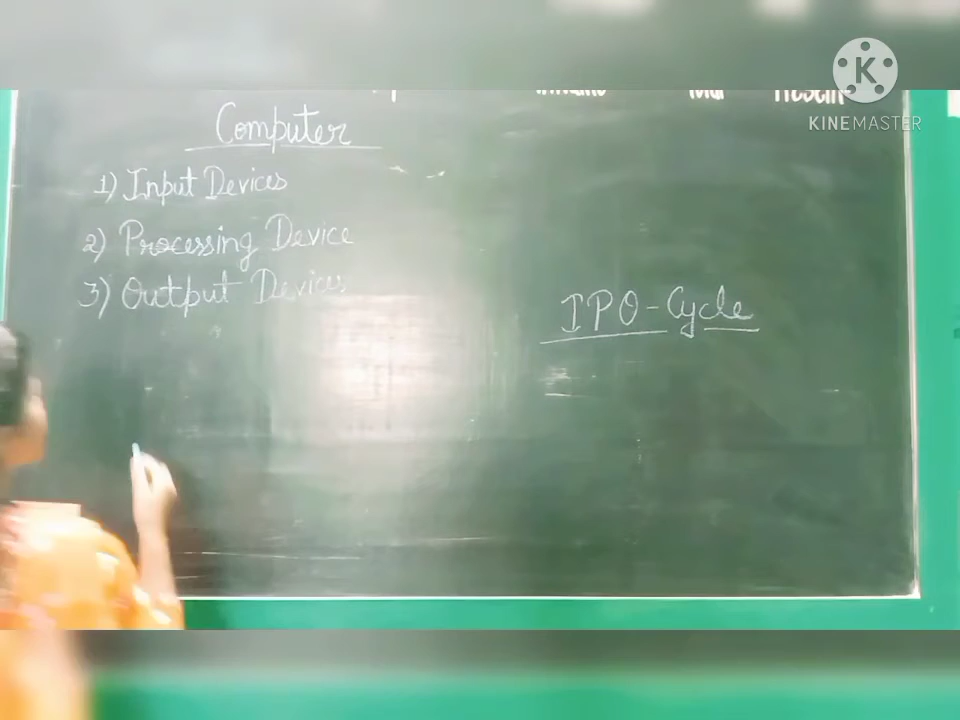 KINEMASTER
Computer
1) Input Devices
2) Processing Device
3) Output Devices
IPO-Cycle